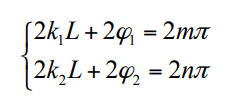 2k₁L + 2φ₁ = 2mπ
2k₂L + 2φ₂ = 2nπ